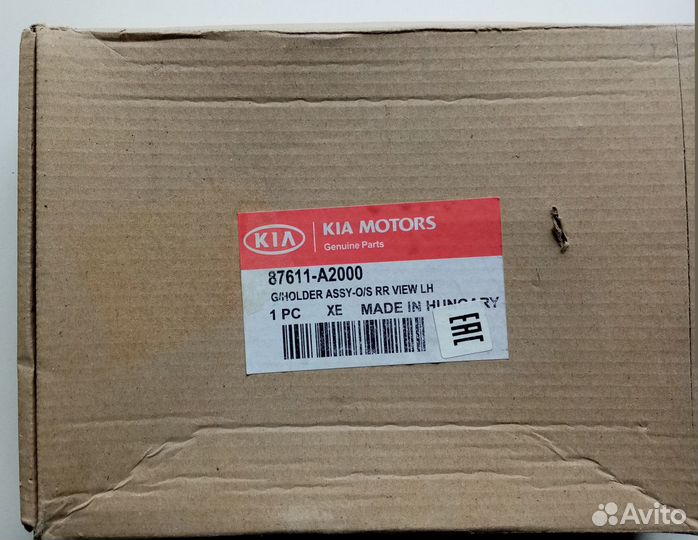 KIA
KIA MOTORS
Genuine Parts
87611-A2000
G/HOLDER ASSY-O/S RR VIEW LH
1 PC XE MADE IN HUNGARY
EAC
Avito